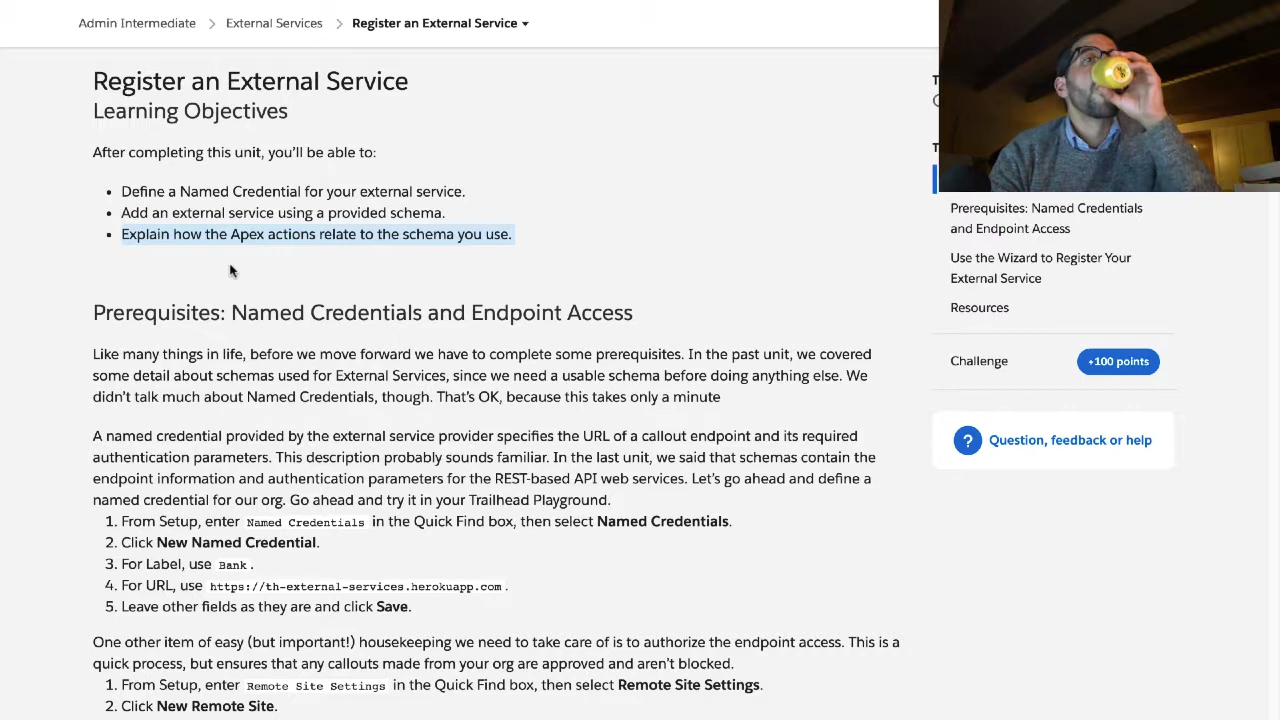 Admin Intermediate > External Services > Register an External Service
Register an External Service
Learning Objectives
After completing this unit, you'll be able to:
• Define a Named Credential for your external service.
• Add an external service using a provided schema.
• Explain how the Apex actions relate to the schema you use.
Prerequisites: Named Credentials and Endpoint Access
Like many things in life, before we move forward we have to complete some prerequisites. In the past unit, we covered
some detail about schemas used for External Services, since we need a usable schema before doing anything else. We
didn't talk much about Named Credentials, though. That's OK, because this takes only a minute
A named credential provided by the external service provider specifies the URL of a callout endpoint and its required
authentication parameters. This description probably sounds familiar. In the last unit, we said that schemas contain the
endpoint information and authentication parameters for the REST-based API web services. Let's go ahead and define a
named credential for our org. Go ahead and try it in your Trailhead Playground.
1. From Setup, enter Named Credentials in the Quick Find box, then select Named Credentials.
2. Click New Named Credential.
3. For Label, use Bank.
4. For URL, use https://th-external-services.herokuapp.com.
5. Leave other fields as they are and click Save.
One other item of easy (but important!) housekeeping we need to take care of is to authorize the endpoint access. This is a
quick process, but ensures that any callouts made from your org are approved and aren't blocked.
1. From Setup, enter Remote Site Settings in the Quick Find box, then select Remote Site Settings.
2. Click New Remote Site.
Prerequisites: Named Credentials
and Endpoint Access
Use the Wizard to Register Your
External Service
Resources
Challenge
+100 points
? Question, feedback or help